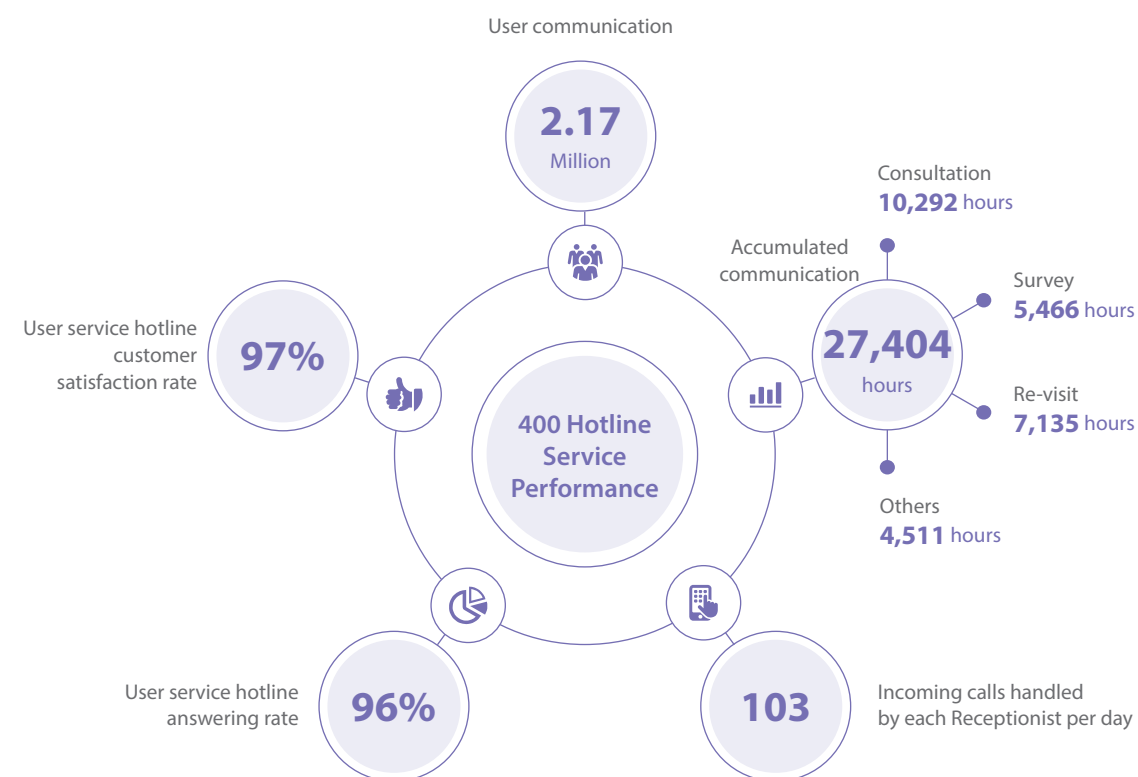 User communication
2.17
Million
Consultation
10,292 hours
Accumulated
communication
27,404
hours
Survey
5,466 hours
Re-visit
7,135 hours
Others
4,511 hours
User service hotline
customer
satisfaction rate
97%
400 Hotline
Service
Performance
User service hotline
answering rate
96%
103
Incoming calls handled
by each Receptionist per day